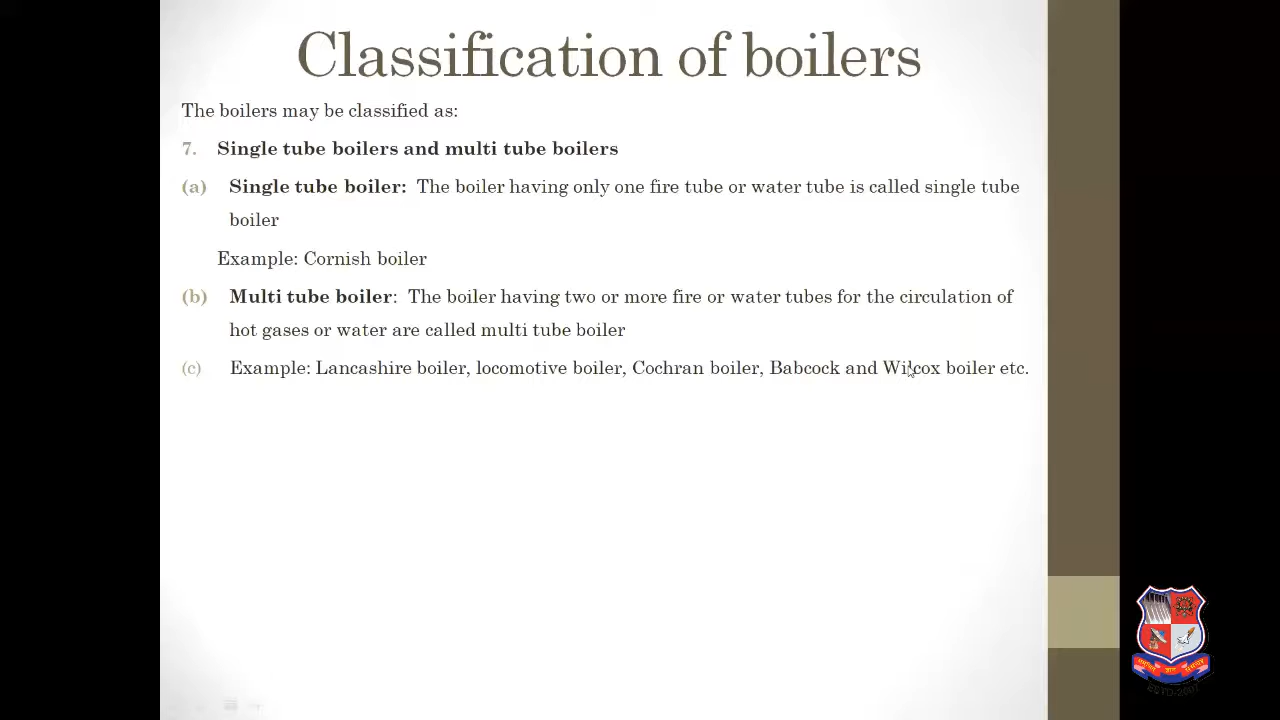 Classification of boilers
The boilers may be classified as:
7. Single tube boilers and multi tube boilers
(a) Single tube boiler: The boiler having only one fire tube or water tube is called single tube
boiler
Example: Cornish boiler
(b) Multi tube boiler: The boiler having two or more fire or water tubes for the circulation of
hot gases or water are called multi tube boiler
(c) Example: Lancashire boiler, locomotive boiler, Cochran boiler, Babcock and Wilcox boiler etc.
ESTD-2007